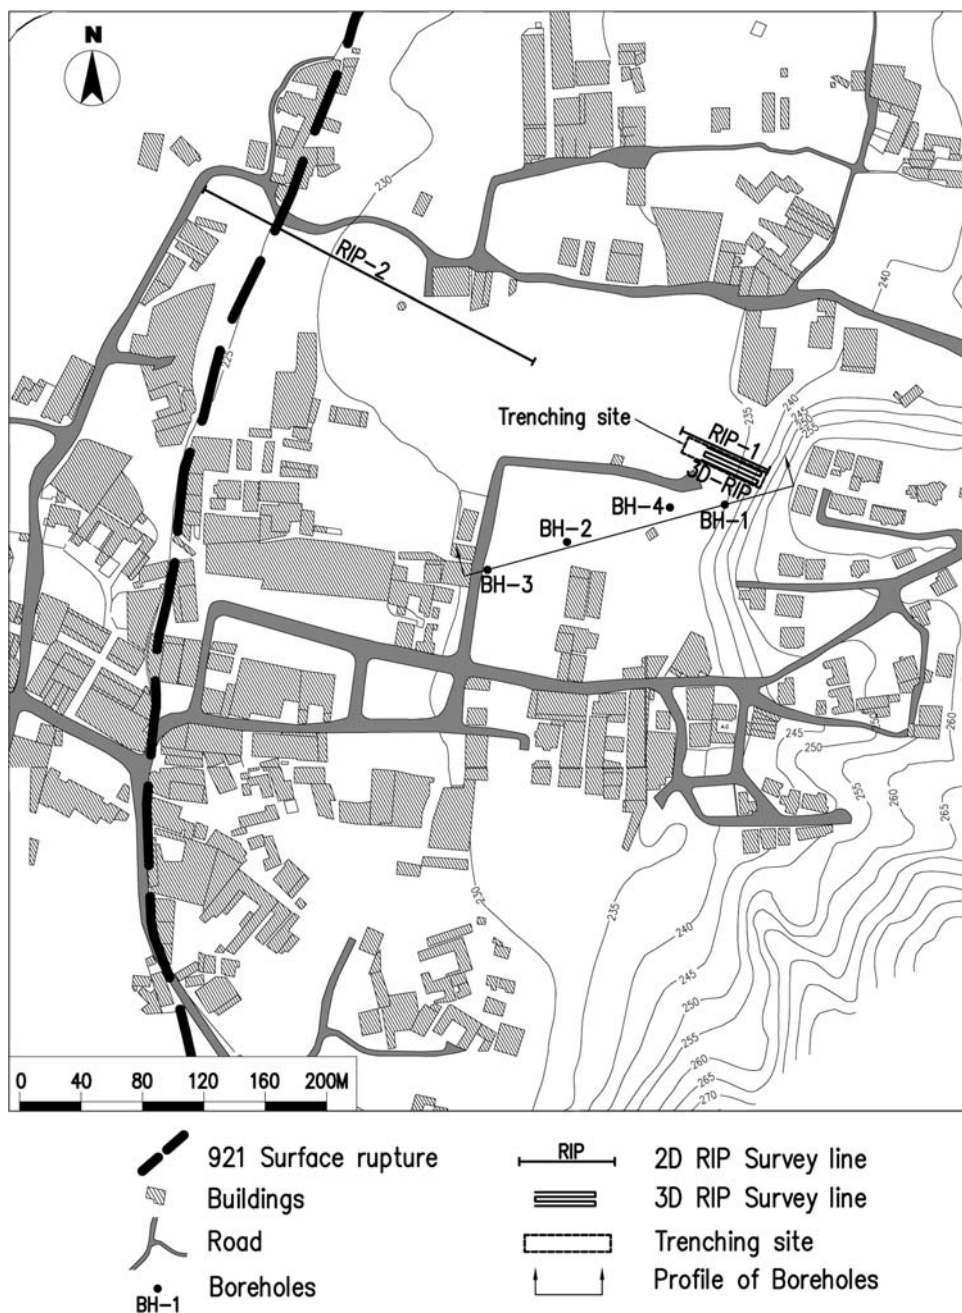 N
230
RIP-2
240
225
235
240
245
Trenching site
RIP-1
3D-RIP
BH-4
BH-1
BH-2
BH-3
260
250
245
250
255
260
265
230
235
240
245
250
255
260
265
270
0 40 80 120 160 200M
921 Surface rupture
RIP 2D RIP Survey line
Buildings
3D RIP Survey line
Road
Trenching site
BH-1 Boreholes
Profile of Boreholes